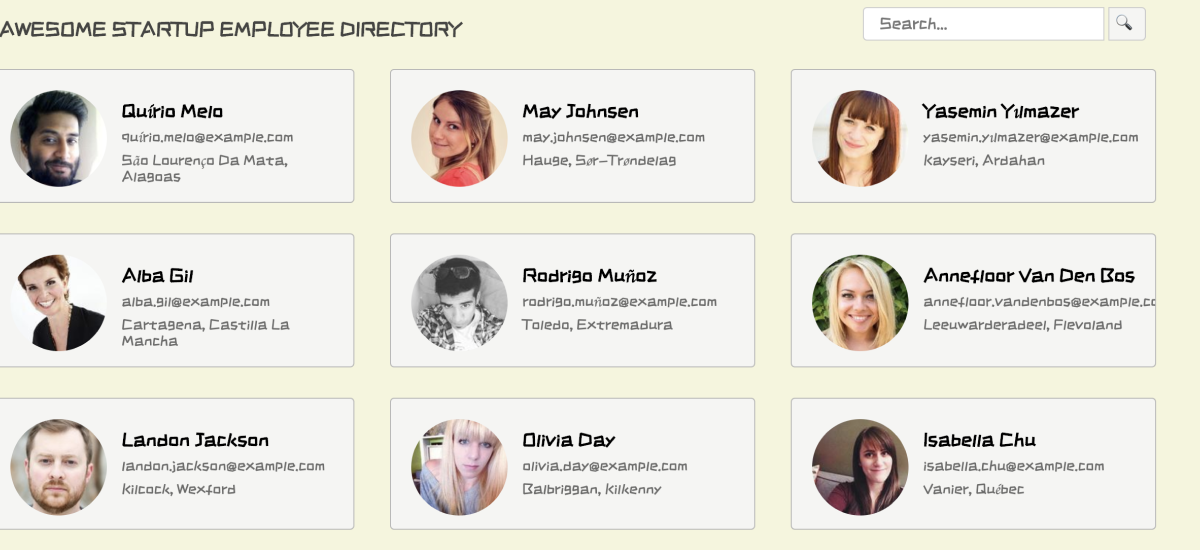 AWESOME STARTUP EMPLOYEE DIRECTORY
Search...
Quírio Melo
quírio.melo@example.com
São Lourenço Da Mata,
Alagoas
May Johnsen
may.johnsen@example.com
Hauge, Sør-Trøndelag
Yasemin Yılmazer
yasemin.yılmazer@example.com
Kayseri, Ardahan
Alba Gil
alba.gil@example.com
Cartagena, Castilla La
Mancha
Rodrigo Muñoz
rodrigo.muñoz@example.com
Toledo, Extremadura
Annefloor Van Den Bos
annefloor.vandenbos@example.co
Leeuwarderadeel, Flevoland
Landon Jackson
landon.jackson@example.com
Kilcock, Wexford
Olivia Day
olivia.day@example.com
Balbriggan, Kilkenny
Isabella Chu
isabella.chu@example.com
Vanier, Québec